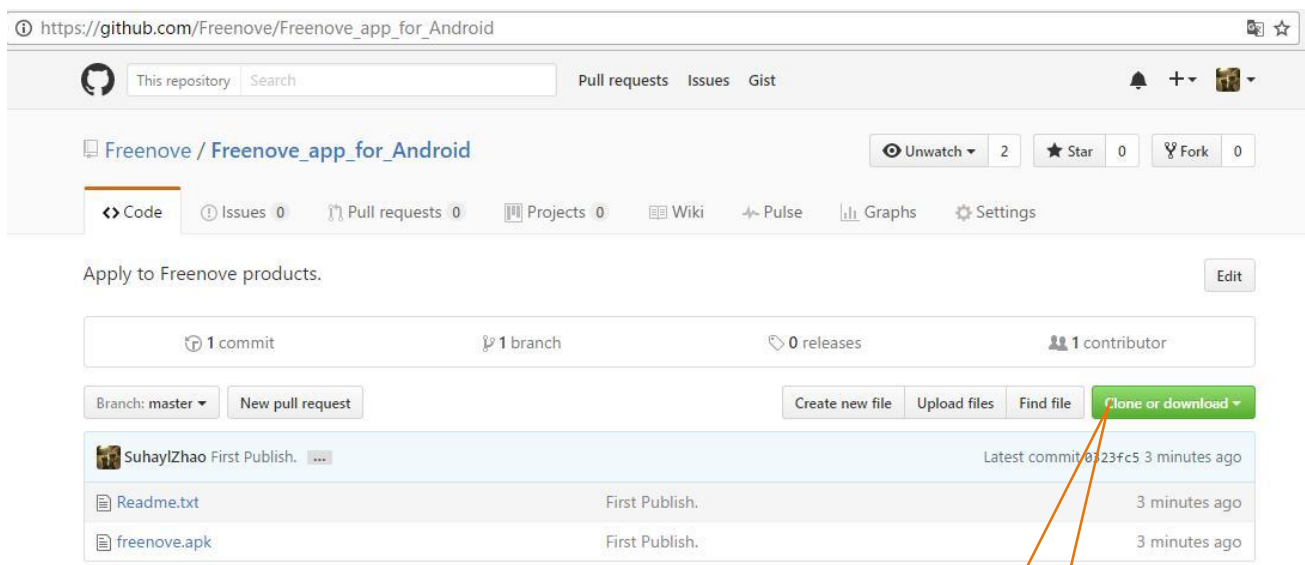 https://github.com/Freenove/Freenove_app_for_Android
This repository Search Pull requests Issues Gist
Freenove / Freenove_app_for_Android Unwatch 2 Star 0 Fork 0
Code Issues 0 Pull requests 0 Projects 0 Wiki Pulse Graphs Settings
Apply to Freenove products. Edit
1 commit 1 branch 0 releases 1 contributor
Branch: master New pull request Create new file Upload files Find file Clone or download
SuhaylZhao First Publish. ... Latest commit 0323fc5 3 minutes ago
Readme.txt First Publish. 3 minutes ago
freenove.apk First Publish. 3 minutes ago